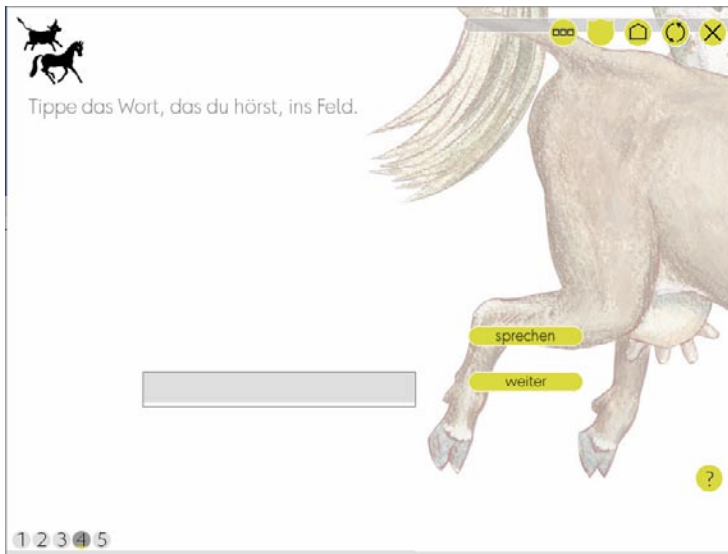 Tippe das Wort, das du hörst, ins Feld.
sprechen
weiter
?
1 2 3 4 5